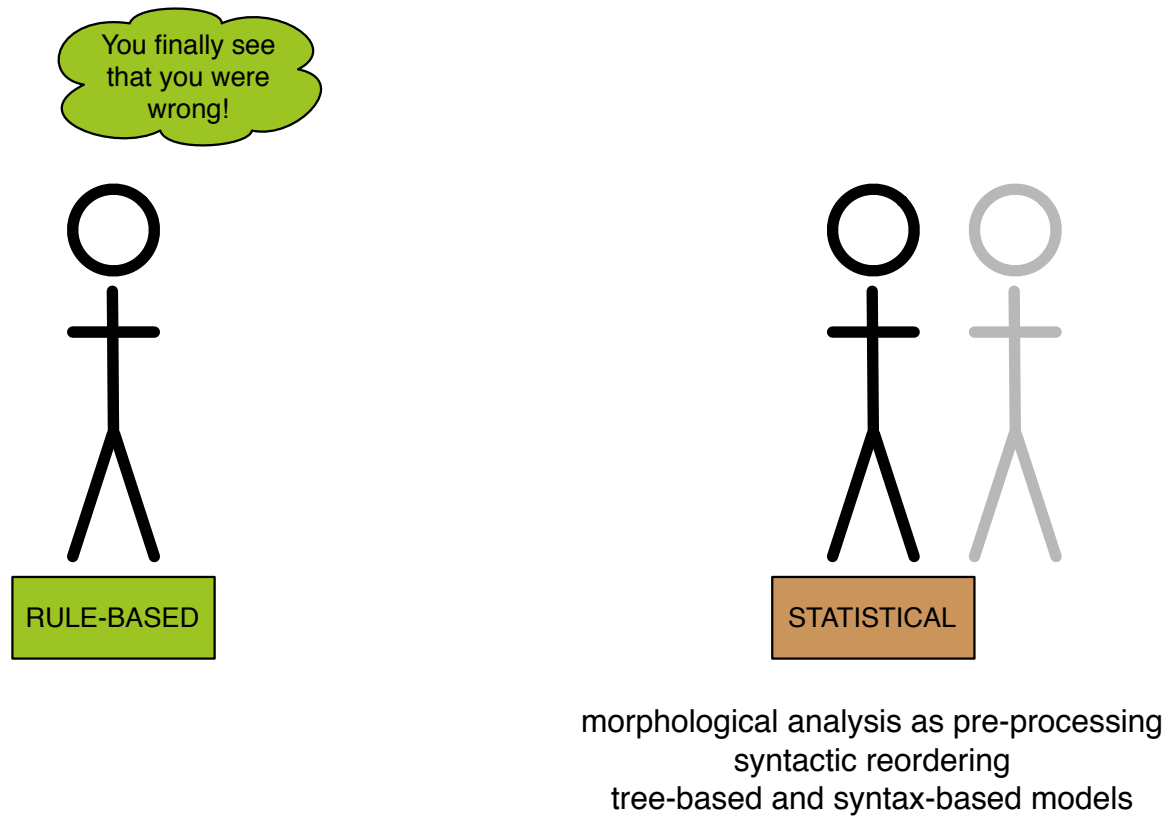 You finally see
that you were
wrong!
RULE-BASED
STATISTICAL
morphological analysis as pre-processing
syntactic reordering
tree-based and syntax-based models